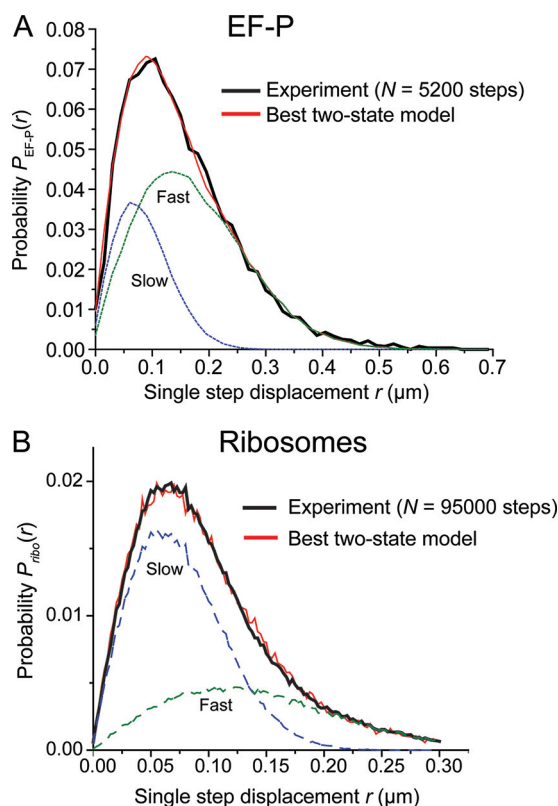 A EF-P
0.08
0.07
0.06
0.05
0.04
0.03
0.02
0.01
0.00
Probability P_EF-P(r)
Experiment (N = 5200 steps)
Best two-state model
Fast
Slow
0.0 0.1 0.2 0.3 0.4 0.5 0.6 0.7
Single step displacement r (µm)
B Ribosomes
0.02
0.01
0.00
Probability P_ribo(r)
Experiment (N = 95000 steps)
Best two-state model
Slow
Fast
0.00 0.05 0.10 0.15 0.20 0.25 0.30
Single step displacement r (µm)